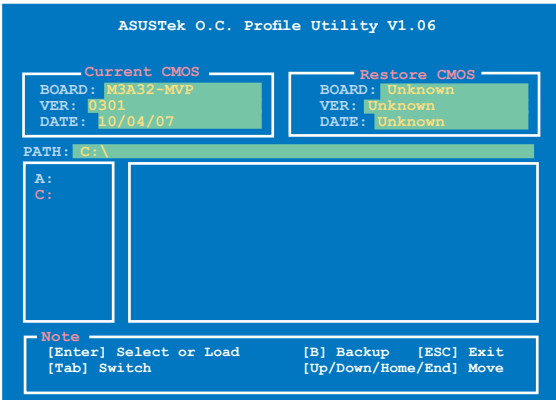 ASUSTek O.C. Profile Utility V1.06
Current CMOS
BOARD: M3A32-MVP
VER: 0301
DATE: 10/04/07
Restore CMOS
BOARD: Unknown
VER: Unknown
DATE: Unknown
PATH: C:\
A:
C:
Note
[Enter] Select or Load [B] Backup [ESC] Exit
[Tab] Switch [Up/Down/Home/End] Move